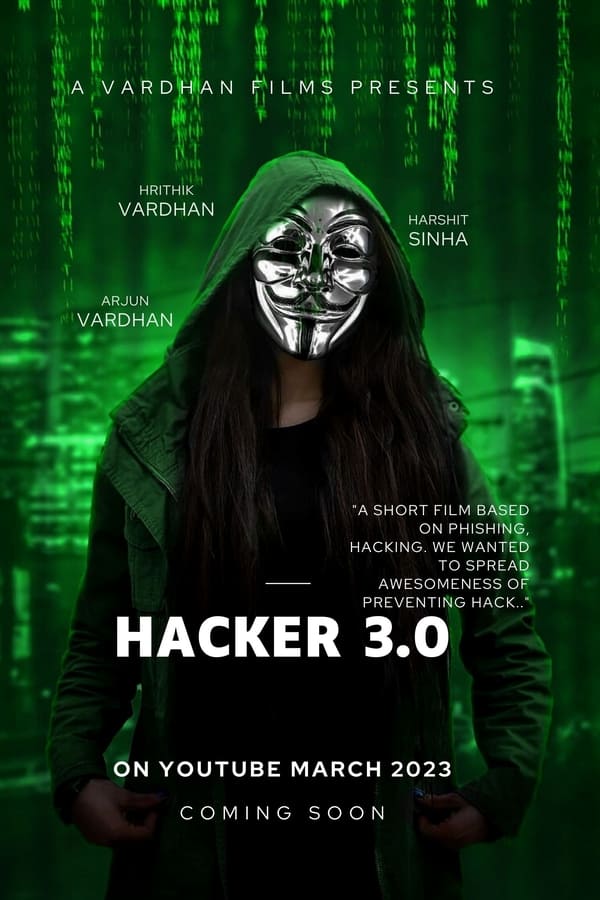 A VARDHAN FILMS PRESENTS
HRITHIK
VARDHAN
HARSHIT
SINHA
ARJUN
VARDHAN
"A SHORT FILM BASED
ON PHISHING,
HACKING. WE WANTED
TO SPREAD
AWESOMENESS OF
PREVENTING HACK.."
HACKER 3.0
ON YOUTUBE MARCH 2023
COMING SOON